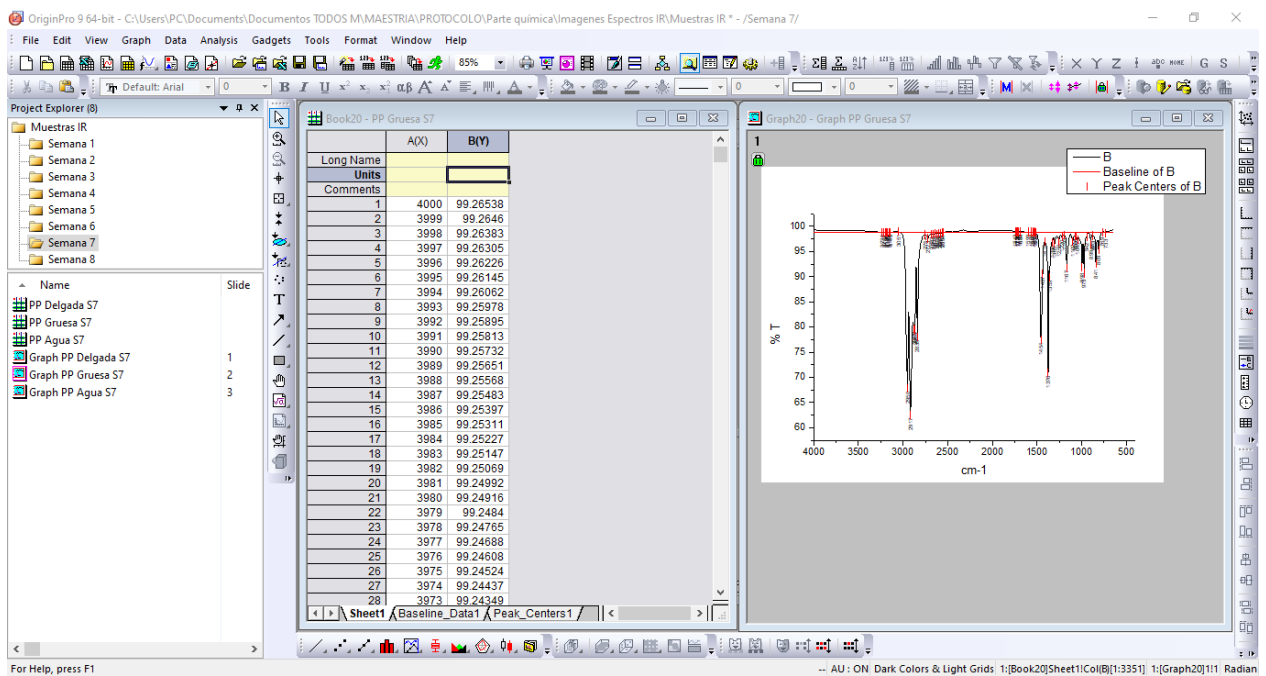 OriginPro 9 64-bit - C:\Users\PC\Documents\Documentos TODOS M\MAESTRIA\PROTOCOLO\Parte química\Imagenes Espectros IR\Muestras IR * - /Semana 7/
File Edit View Graph Data Analysis Gadgets Tools Format Window Help
85%
Default: Arial 0 B I U αβ A A 0 0
X Y Z G S
Project Explorer (8)
Muestras IR
Semana 1
Semana 2
Semana 3
Semana 4
Semana 5
Semana 6
Semana 7
Semana 8
Name Slide
PP Delgada S7
PP Gruesa S7
PP Agua S7
Graph PP Delgada S7 1
Graph PP Gruesa S7 2
Graph PP Agua S7 3
T
Book20 - PP Gruesa S7
A(X) B(Y)
Long Name
Units
Comments
1 4000 99.26538
2 3999 99.2646
3 3998 99.26383
4 3997 99.26305
5 3996 99.26226
6 3995 99.26145
7 3994 99.26062
8 3993 99.25978
9 3992 99.25895
10 3991 99.25813
11 3990 99.25732
12 3989 99.25651
13 3988 99.25568
14 3987 99.25483
15 3986 99.25397
16 3985 99.25311
17 3984 99.25227
18 3983 99.25147
19 3982 99.25069
20 3981 99.24992
21 3980 99.24916
22 3979 99.2484
23 3978 99.24765
24 3977 99.24688
25 3976 99.24608
26 3975 99.24524
27 3974 99.24437
28 3973 99.24349
Sheet1 Baseline_Data1 Peak_Centers1
Graph20 - Graph PP Gruesa S7
1
B
Baseline of B
Peak Centers of B
% T
100
95
90
85
80
75
70
65
60
4000 3500 3000 2500 2000 1500 1000 500
cm-1
For Help, press F1
-- AU : ON Dark Colors & Light Grids 1:[Book20]Sheet1!Col(B)[1:3351] 1:[Graph20]1!1 Radian